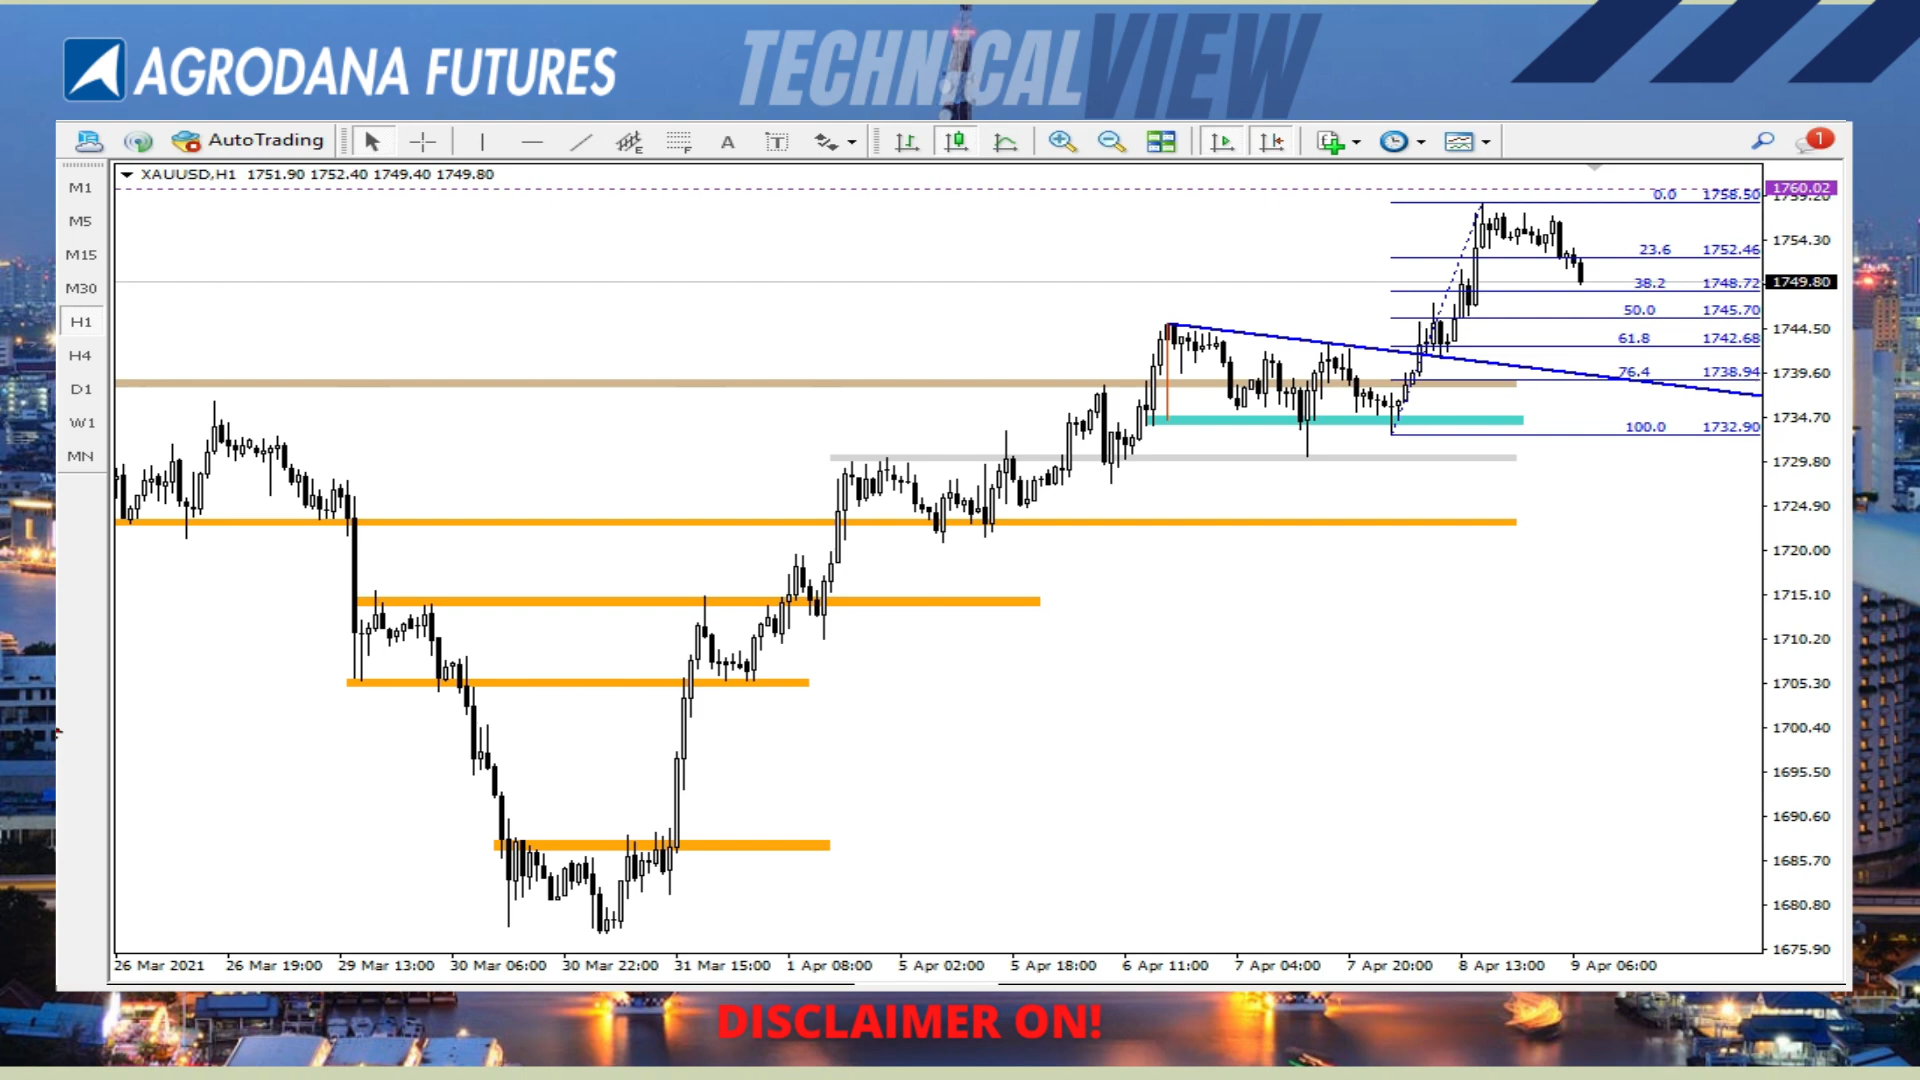 AGRODANA FUTURES
TECHNICAL VIEW
AutoTrading
E
F
A
T
1
M1
M5
M15
M30
H1
H4
D1
W1
MN
XAUUSD,H1 1751.90 1752.40 1749.40 1749.80
0.0 1758.50
23.6 1752.46
38.2 1748.72
50.0 1745.70
61.8 1742.68
76.4 1738.94
100.0 1732.90
1760.02
1759.20
1754.30
1749.80
1744.50
1739.60
1734.70
1729.80
1724.90
1720.00
1715.10
1710.20
1705.30
1700.40
1695.50
1690.60
1685.70
1680.80
1675.90
26 Mar 2021 26 Mar 19:00 29 Mar 13:00 30 Mar 06:00 30 Mar 22:00 31 Mar 15:00 1 Apr 08:00 5 Apr 02:00 5 Apr 18:00 6 Apr 11:00 7 Apr 04:00 7 Apr 20:00 8 Apr 13:00 9 Apr 06:00
DISCLAIMER ON!